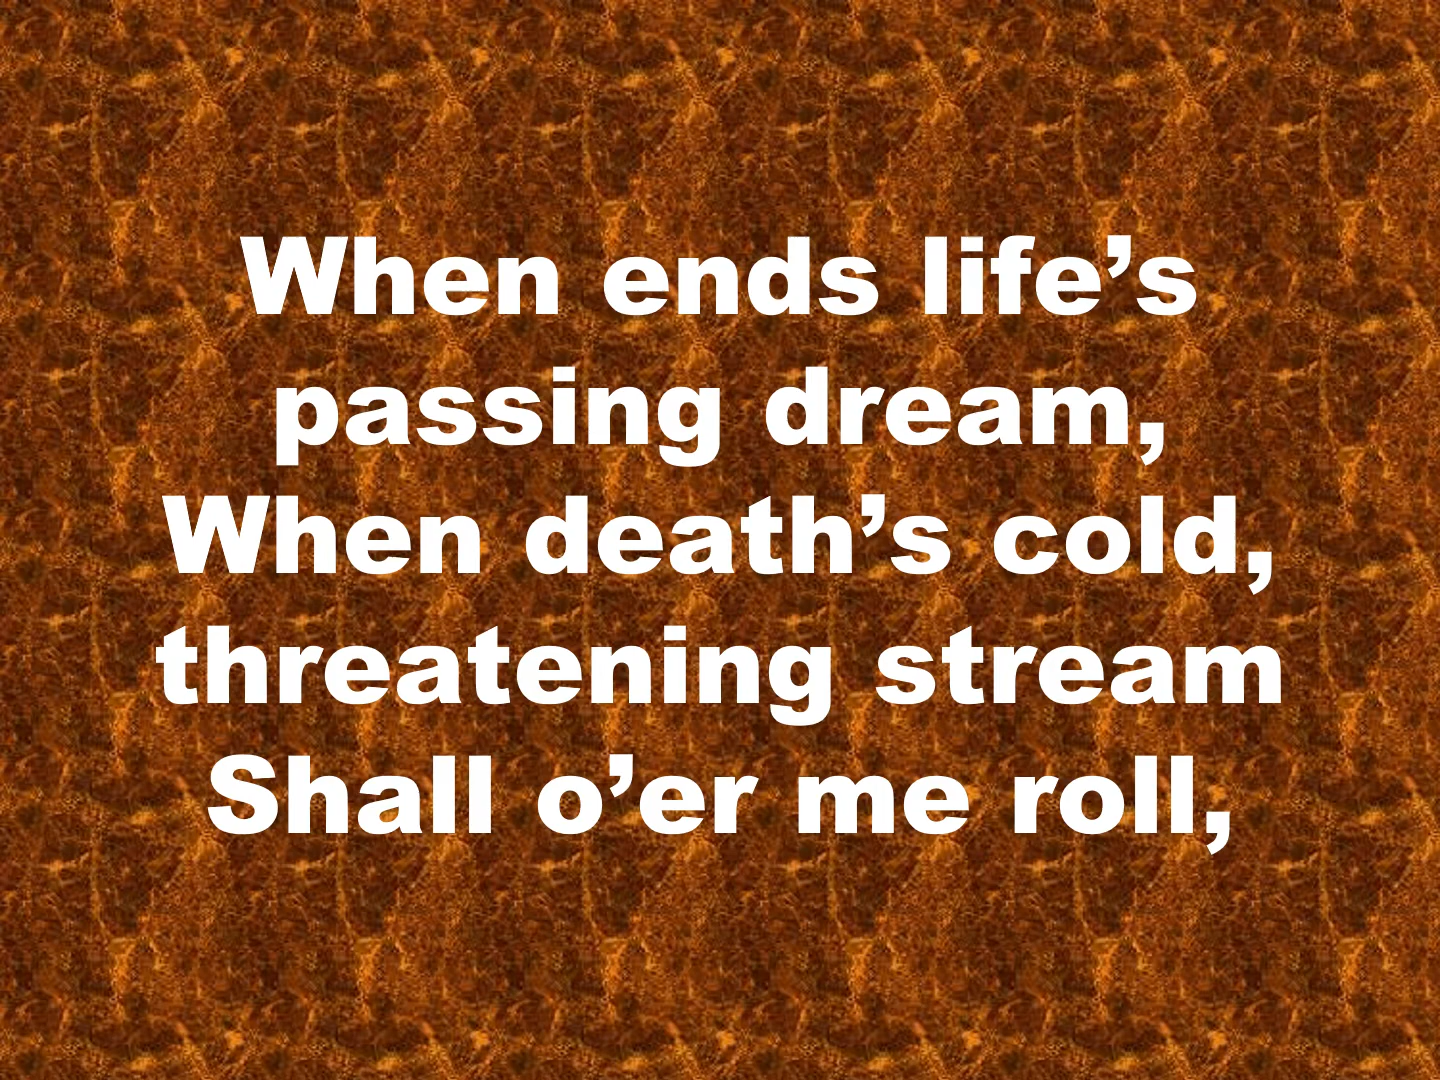 When ends life’s
passing dream,
When death’s cold,
threatening stream
Shall o’er me roll,